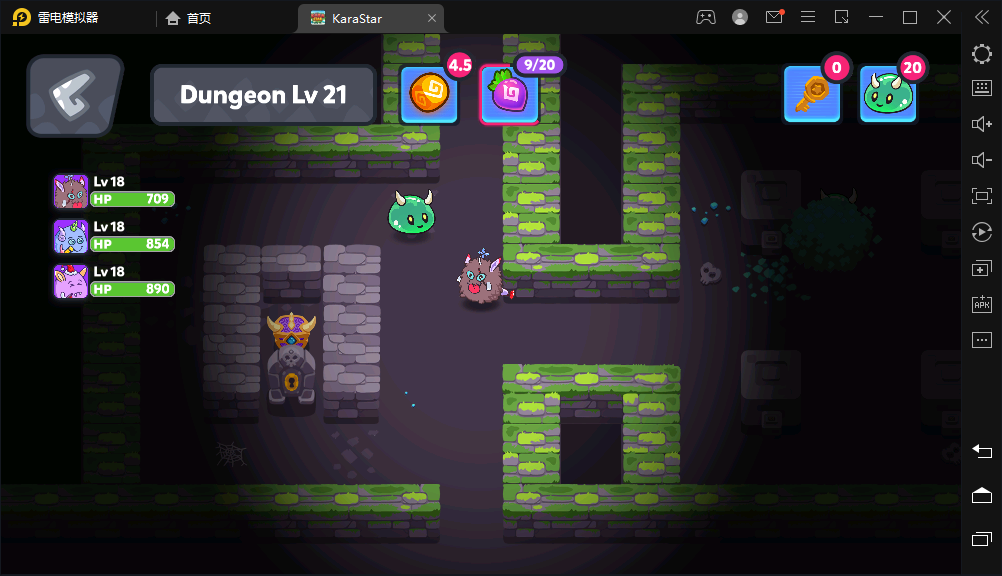 雷电模拟器
首页
KaraStar
Dungeon Lv 21
4.5
9/20
0
20
Lv 18
HP 709
Lv 18
HP 854
Lv 18
HP 890
APK